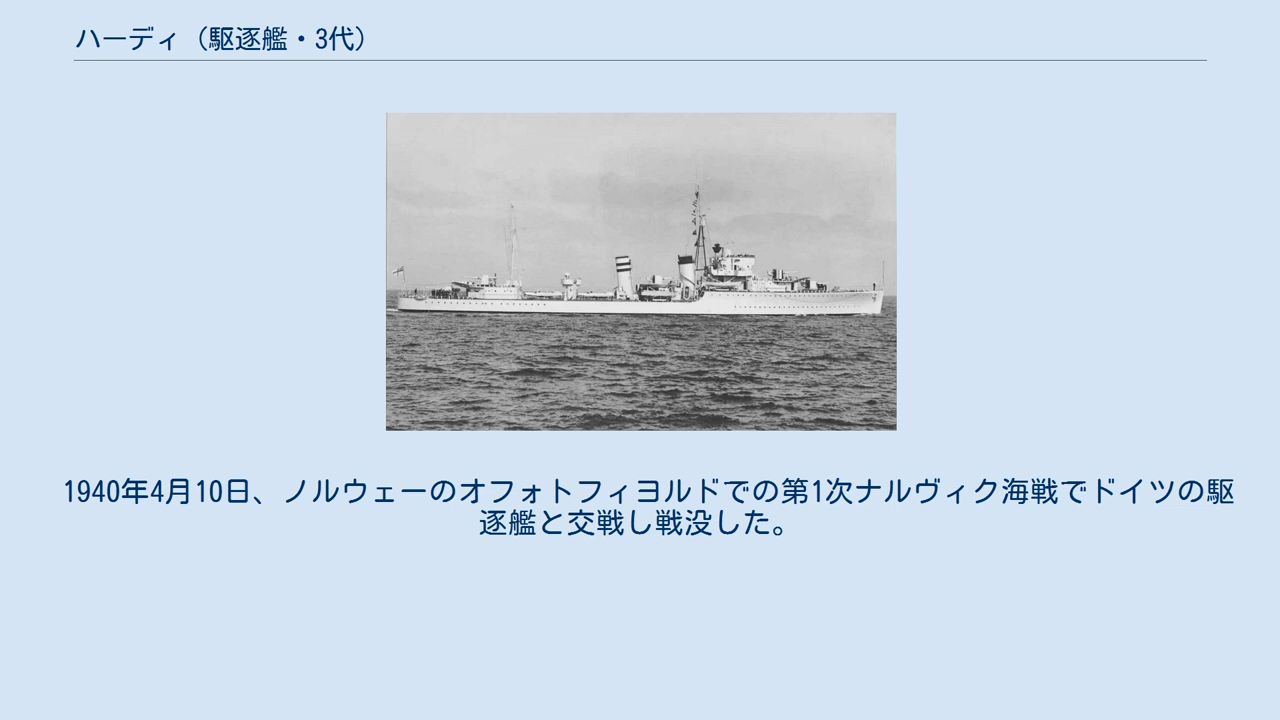 ハーディ（駆逐艦・3代）
1940年4月10日、ノルウェーのオフォトフィヨルドでの第1次ナルヴィク海戦でドイツの駆
逐艦と交戦し戦没した。